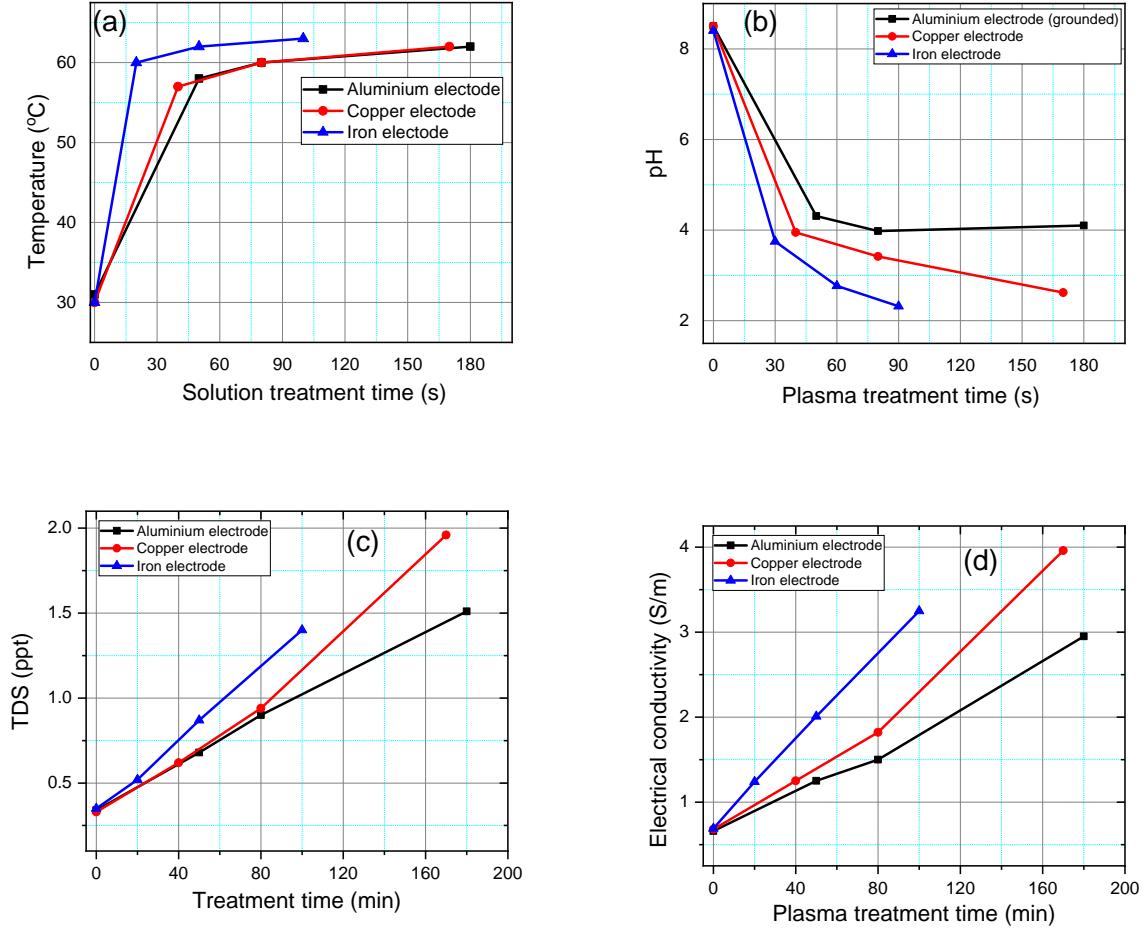 (a)
Temperature (ºC)
60
50
40
30
Aluminium electode
Copper electode
Iron electode
0 30 60 90 120 150 180
Solution treatment time (s)
(b)
pH
8
6
4
2
Aluminium electrode (grounded)
Copper electrode
Iron electrode
0 30 60 90 120 150 180
Plasma treatment time (s)
(c)
TDS (ppt)
2.0
1.5
1.0
0.5
Aluminium electrode
Copper electrode
Iron electrode
0 40 80 120 160 200
Treatment time (min)
(d)
Electrical conductivity (S/m)
4
3
2
1
Aluminium electrode
Copper electrode
Iron electrode
0 40 80 120 160 200
Plasma treatment time (min)